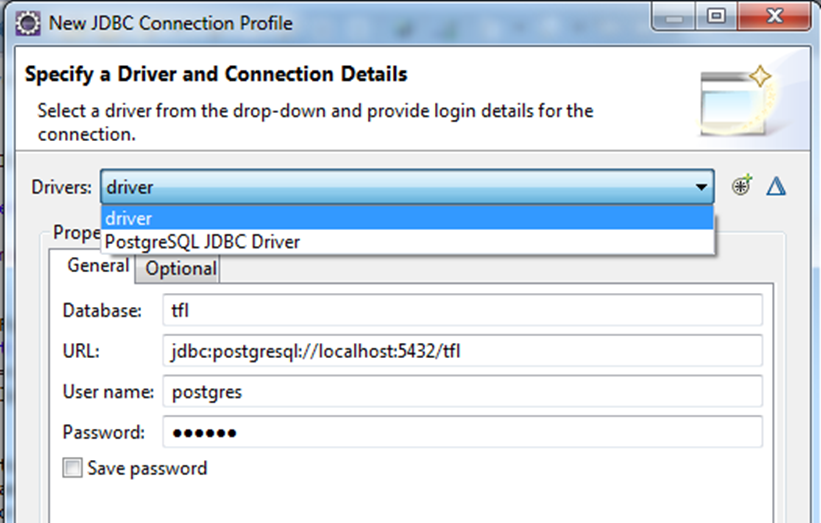 New JDBC Connection Profile
Specify a Driver and Connection Details
Select a driver from the drop-down and provide login details for the
connection.
Drivers: driver
driver
PostgreSQL JDBC Driver
General Optional
Database: tfl
URL: jdbc:postgresql://localhost:5432/tfl
User name: postgres
Password: ●●●●●●
Save password